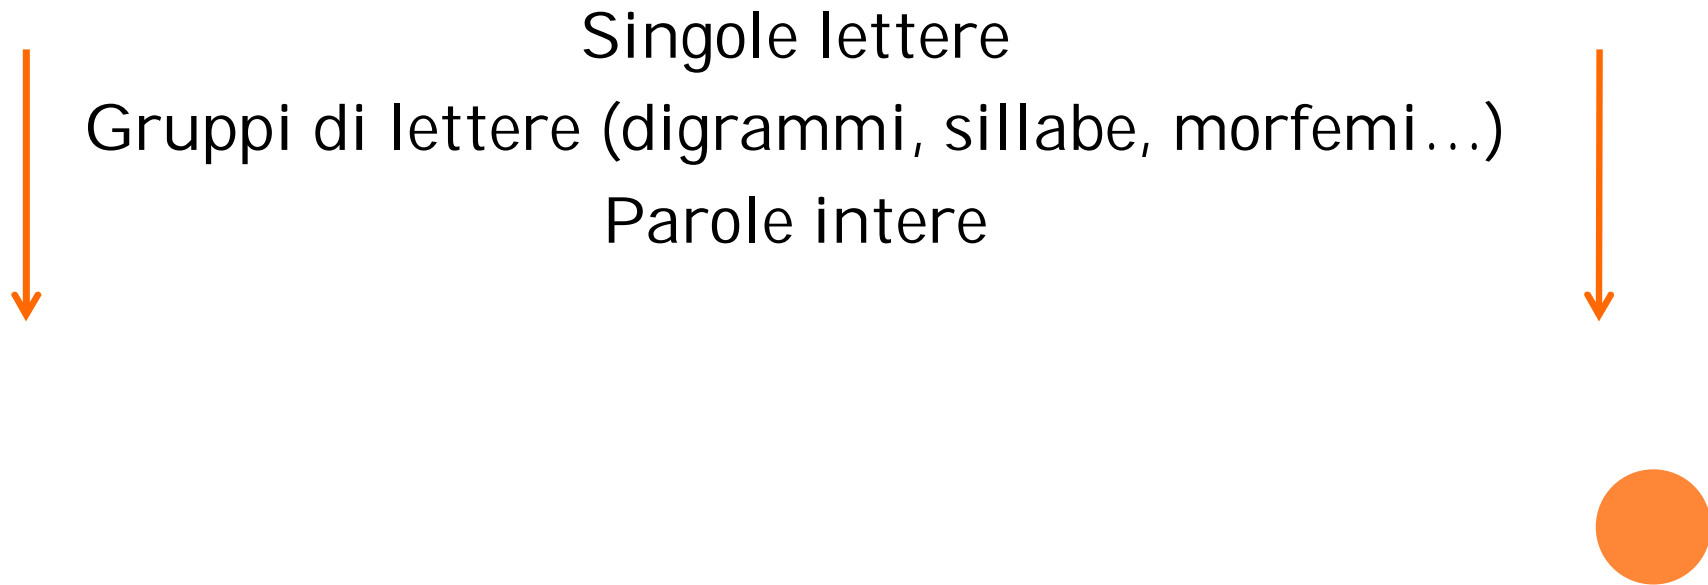 Singole lettere
Gruppi di lettere (digrammi, sillabe, morfemi…)
Parole intere